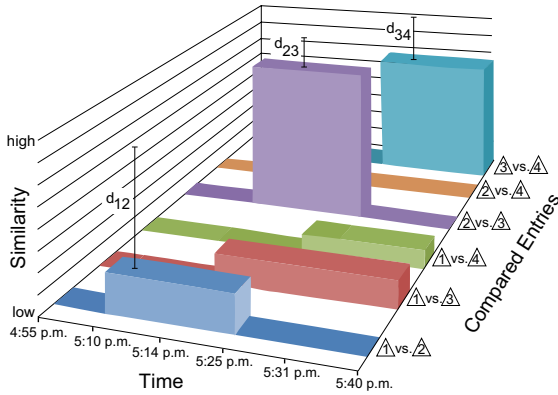 d34
d23
high
d12
Similarity
low
3 vs. 4
2 vs. 4
2 vs. 3
1 vs. 4
1 vs. 3
1 vs. 2
Compared Entries
4:55 p.m.
5:10 p.m.
5:14 p.m.
5:25 p.m.
5:31 p.m.
5:40 p.m.
Time